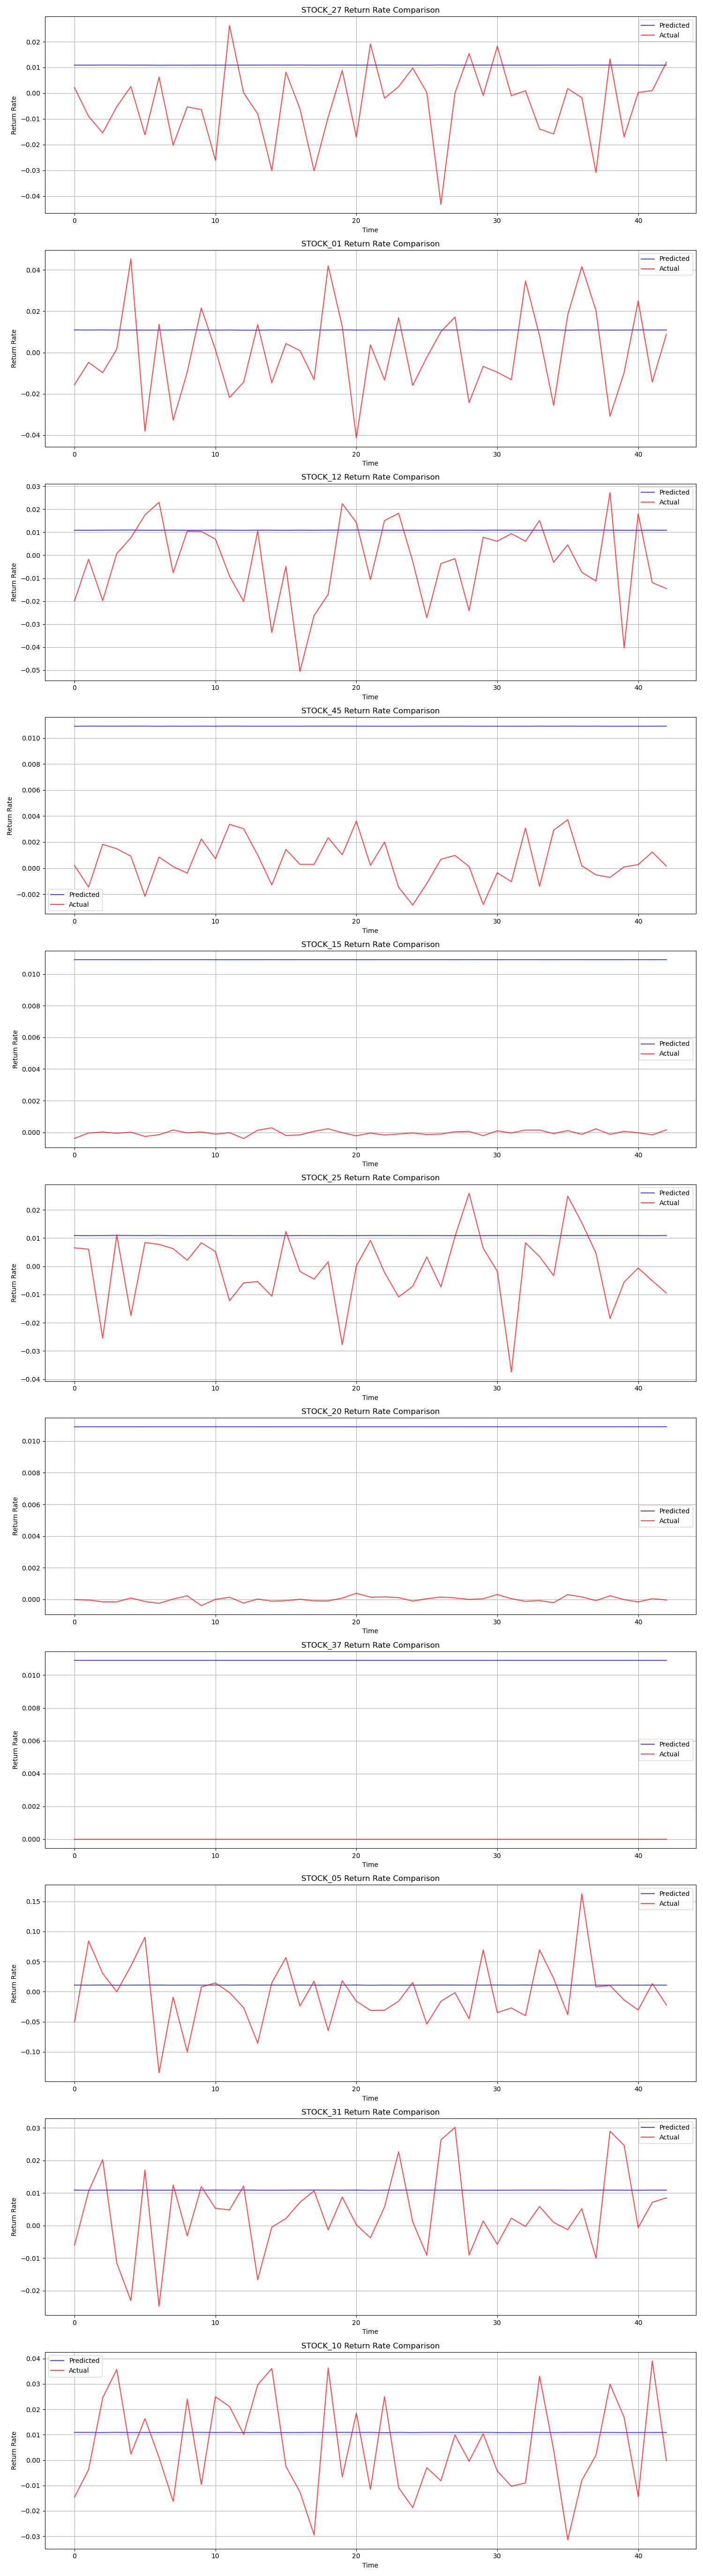 STOCK_27 Return Rate Comparison
Predicted
Actual
Return Rate
0.02
0.01
0.00
−0.01
−0.02
−0.03
−0.04
0 10 20 30 40
Time
STOCK_01 Return Rate Comparison
Predicted
Actual
Return Rate
0.04
0.02
0.00
−0.02
−0.04
0 10 20 30 40
Time
STOCK_12 Return Rate Comparison
Predicted
Actual
Return Rate
0.03
0.02
0.01
0.00
−0.01
−0.02
−0.03
−0.04
−0.05
0 10 20 30 40
Time
STOCK_45 Return Rate Comparison
Return Rate
0.010
0.008
0.006
0.004
0.002
0.000
−0.002
Predicted
Actual
0 10 20 30 40
Time
STOCK_15 Return Rate Comparison
Return Rate
0.010
0.008
0.006
0.004
0.002
0.000
Predicted
Actual
0 10 20 30 40
Time
STOCK_25 Return Rate Comparison
Predicted
Actual
Return Rate
0.02
0.01
0.00
−0.01
−0.02
−0.03
−0.04
0 10 20 30 40
Time
STOCK_20 Return Rate Comparison
Return Rate
0.010
0.008
0.006
0.004
0.002
0.000
Predicted
Actual
0 10 20 30 40
Time
STOCK_37 Return Rate Comparison
Return Rate
0.010
0.008
0.006
0.004
0.002
0.000
Predicted
Actual
0 10 20 30 40
Time
STOCK_05 Return Rate Comparison
Predicted
Actual
Return Rate
0.15
0.10
0.05
0.00
−0.05
−0.10
0 10 20 30 40
Time
STOCK_31 Return Rate Comparison
Predicted
Actual
Return Rate
0.03
0.02
0.01
0.00
−0.01
−0.02
0 10 20 30 40
Time
STOCK_10 Return Rate Comparison
Predicted
Actual
Return Rate
0.04
0.03
0.02
0.01
0.00
−0.01
−0.02
−0.03
0 10 20 30 40
Time